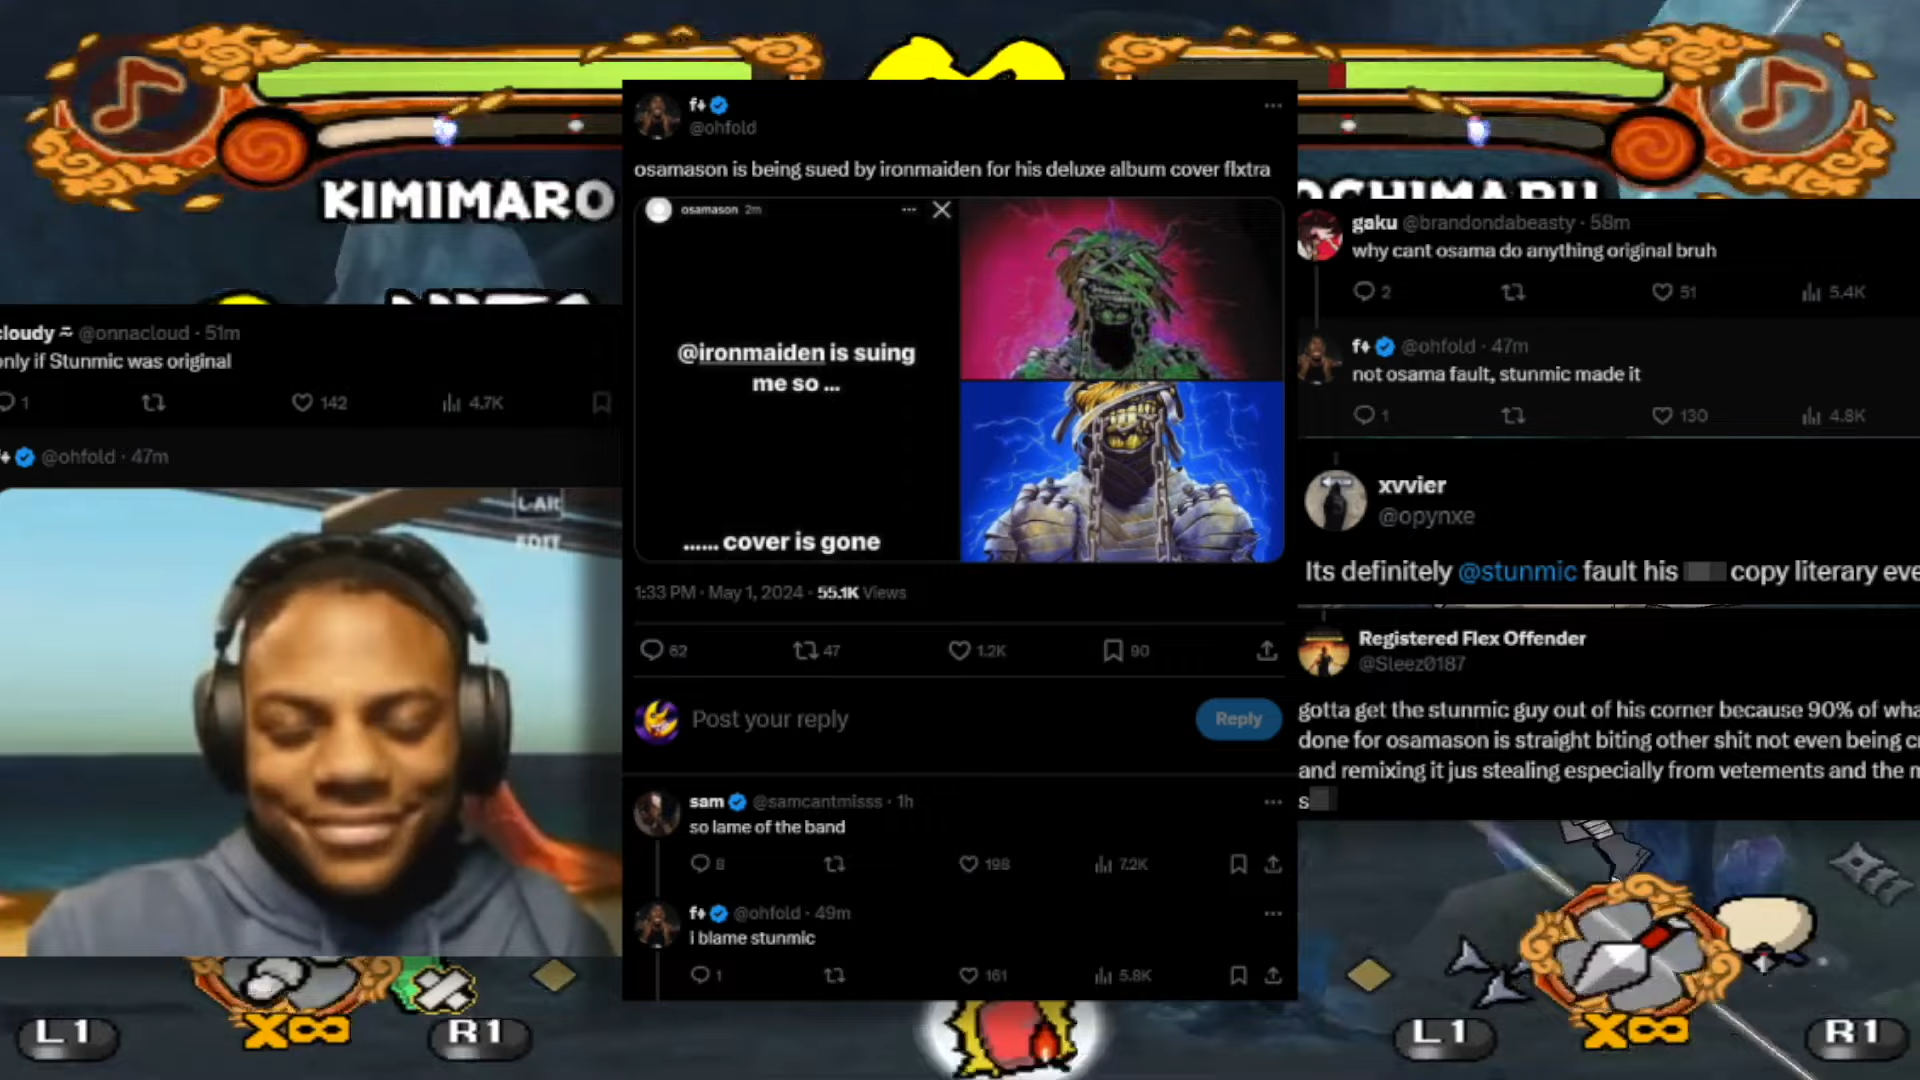 KIMIMARO
f+
@ohfold
osamason is being sued by ironmaiden for his deluxe album cover flxtra
osamason 2m
@ironmaiden is suing
me so ...
...... cover is gone
1:33 PM · May 1, 2024 · 55.1K Views
62 47 1.2K 90
Post your reply
Reply
sam @samcantmisss · 1h
so lame of the band
8 198 7.2K
f+ @ohfold · 49m
i blame stunmic
1 161 5.8K
cloudy ≈ @onnacloud · 51m
only if Stunmic was original
1 142 4.7K
@ohfold · 47m
L-Alt
EDIT
gaku @brandondabeasty · 58m
why cant osama do anything original bruh
2 51 5.4K
f+ @ohfold · 47m
not osama fault, stunmic made it
1 130 4.8K
xvvier
@opynxe
Its definitely @stunmic fault his copy literary eve
Registered Flex Offender
@Sleez0187
gotta get the stunmic guy out of his corner because 90% of wha
done for osamason is straight biting other shit not even being cr
and remixing it jus stealing especially from vetements and the m
s
L1 X∞ R1
L1 X∞ R1